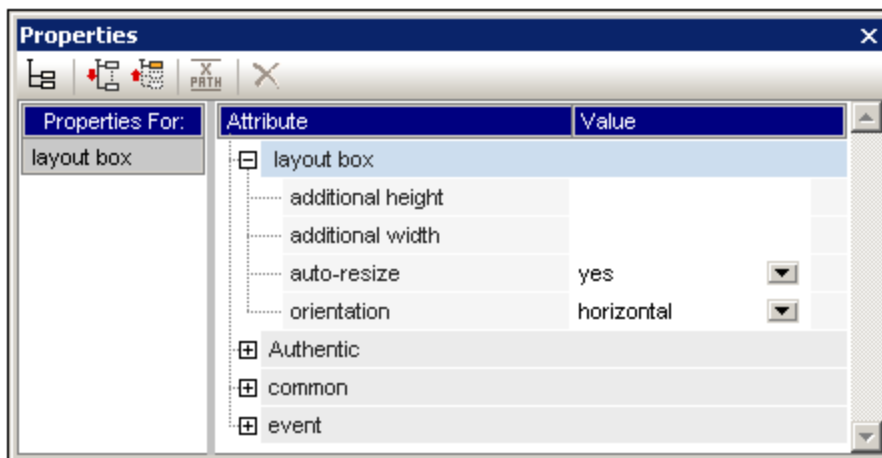 Properties
X PATH
Properties For: Attribute Value
layout box layout box
additional height
additional width
auto-resize yes
orientation horizontal
Authentic
common
event